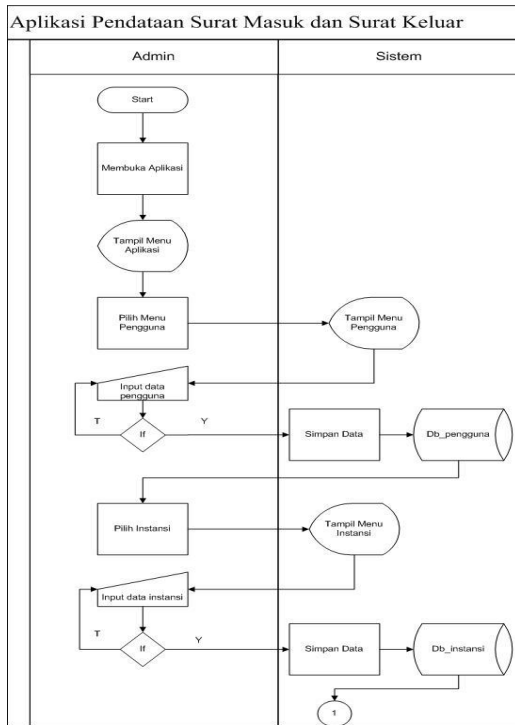 Aplikasi Pendataan Surat Masuk dan Surat Keluar
Admin
Sistem
Start
Membuka Aplikasi
Tampil Menu
Aplikasi
Pilih Menu
Pengguna
Tampil Menu
Pengguna
Input data
pengguna
T
If
Y
Simpan Data
Db_pengguna
Pilih Instansi
Tampil Menu
Instansi
Input data instansi
T
If
Y
Simpan Data
Db_instansi
1